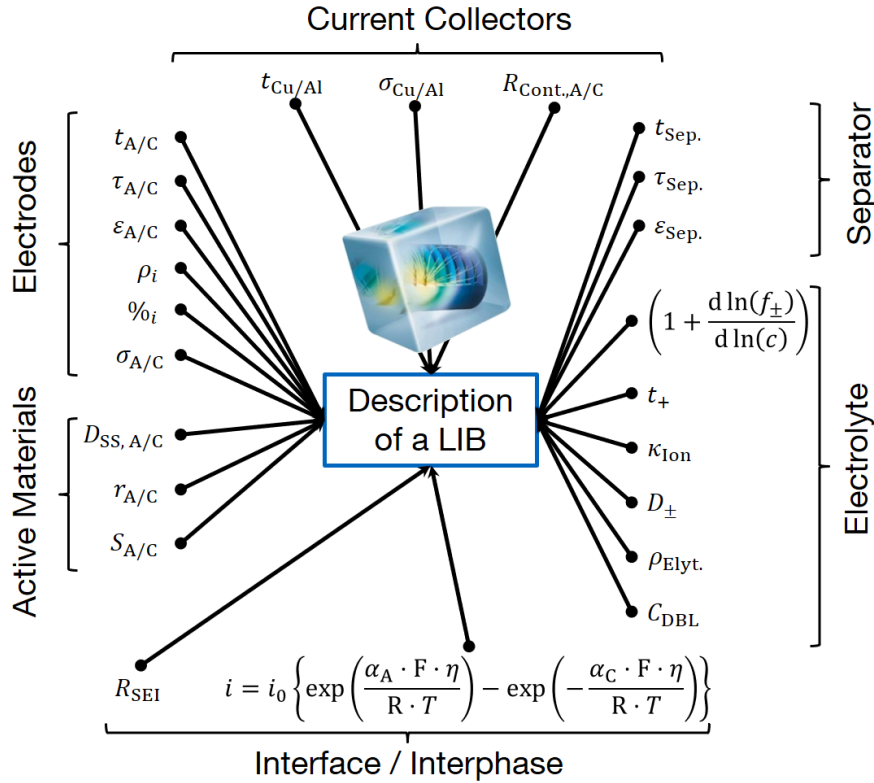 Current Collectors
t_Cu/Al
σ_Cu/Al
R_Cont.,A/C
Electrodes
t_A/C
τ_A/C
ε_A/C
ρ_i
%_i
σ_A/C
Active Materials
D_SS, A/C
r_A/C
S_A/C
Description
of a LIB
Separator
t_Sep.
τ_Sep.
ε_Sep.
Electrolyte
(1 + d ln(f_±) / d ln(c))
t_+
κ_Ion
D_±
ρ_Elyt.
C_DBL
R_SEI
i = i_0 {exp(α_A · F · η / R · T) − exp(−α_C · F · η / R · T)}
Interface / Interphase